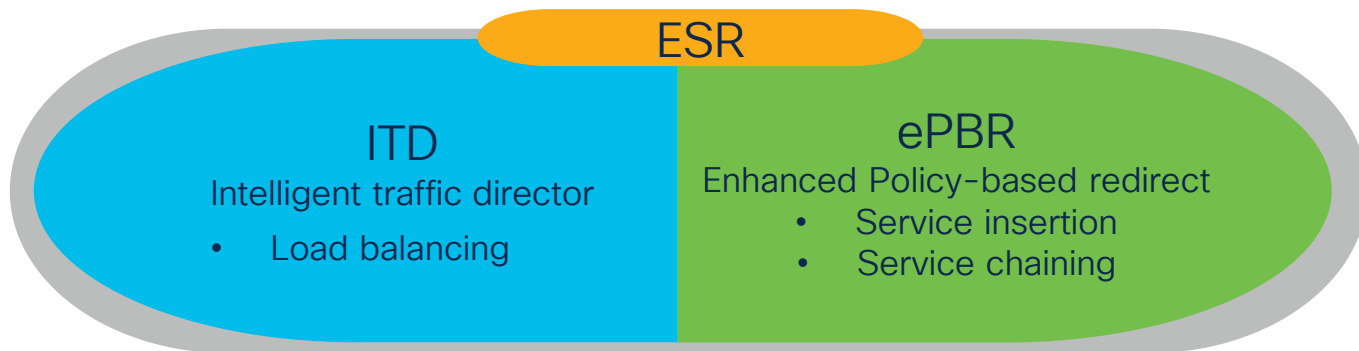 ESR
ITD
Intelligent traffic director
• Load balancing
ePBR
Enhanced Policy-based redirect
• Service insertion
• Service chaining